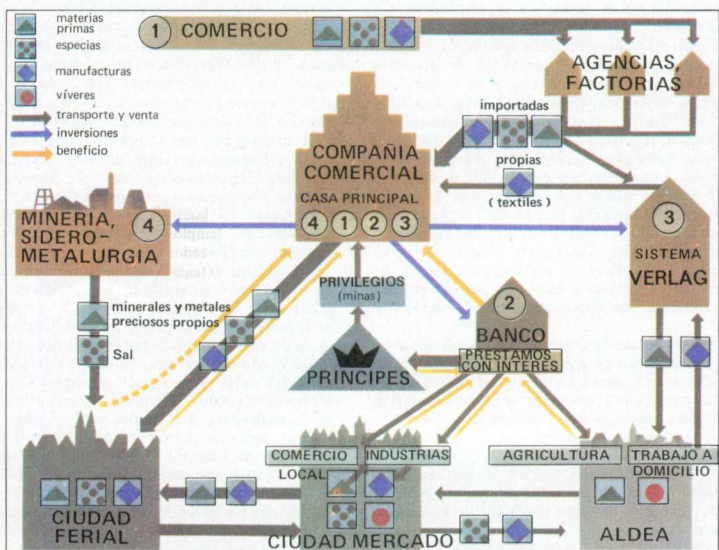 materias
primas
especias
manufacturas
víveres
transporte y venta
inversiones
beneficio
1 COMERCIO
AGENCIAS,
FACTORIAS
importadas
propias
(textiles)
COMPAÑIA
COMERCIAL
CASA PRINCIPAL
4 1 2 3
MINERIA,
SIDERO-
METALURGIA
4
3
SISTEMA
VERLAG
minerales y metales
preciosos propios
Sal
PRIVILEGIOS
(minas)
PRINCIPES
2
BANCO
PRESTAMOS
CON INTERES
COMERCIO
LOCAL
INDUSTRIAS
AGRICULTURA
TRABAJO A
DOMICILIO
CIUDAD
FERIAL
CIUDAD MERCADO
ALDEA